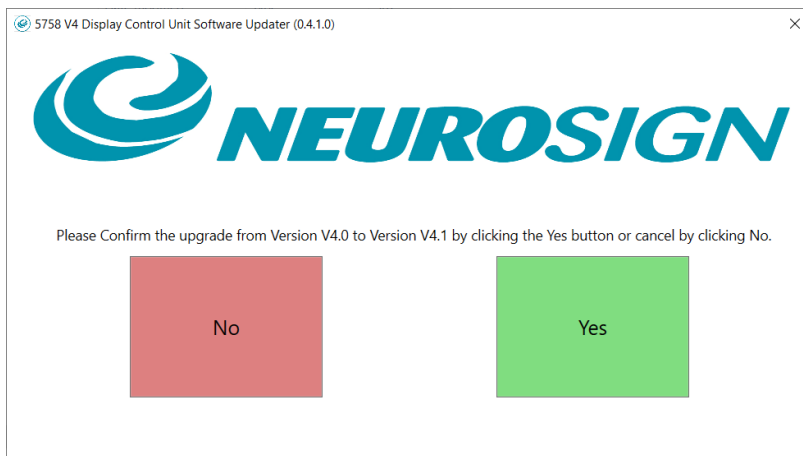 5758 V4 Display Control Unit Software Updater (0.4.1.0)
NEUROSIGN
Please Confirm the upgrade from Version V4.0 to Version V4.1 by clicking the Yes button or cancel by clicking No.
No
Yes